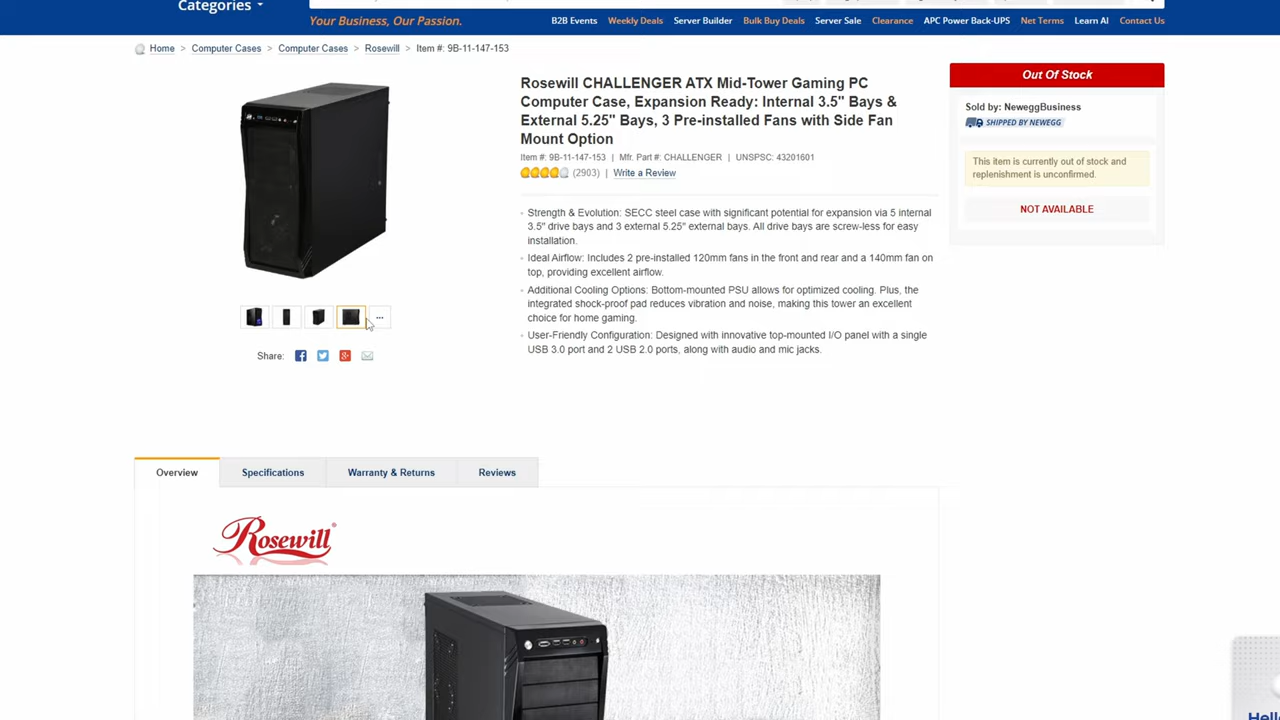 Categories
Your Business, Our Passion.
B2B Events Weekly Deals Server Builder Bulk Buy Deals Server Sale Clearance APC Power Back-UPS Net Terms Learn AI Contact Us
Home > Computer Cases > Computer Cases > Rosewill > Item #: 9B-11-147-153
Rosewill CHALLENGER ATX Mid-Tower Gaming PC
Computer Case, Expansion Ready: Internal 3.5" Bays &
External 5.25" Bays, 3 Pre-installed Fans with Side Fan
Mount Option
Item #: 9B-11-147-153 | Mfr. Part #: CHALLENGER | UNSPSC: 43201601
(2903) | Write a Review
Strength & Evolution: SECC steel case with significant potential for expansion via 5 internal
3.5" drive bays and 3 external 5.25" external bays. All drive bays are screw-less for easy
installation.
Ideal Airflow: Includes 2 pre-installed 120mm fans in the front and rear and a 140mm fan on
top, providing excellent airflow.
Additional Cooling Options: Bottom-mounted PSU allows for optimized cooling. Plus, the
integrated shock-proof pad reduces vibration and noise, making this tower an excellent
choice for home gaming.
User-Friendly Configuration: Designed with innovative top-mounted I/O panel with a single
USB 3.0 port and 2 USB 2.0 ports, along with audio and mic jacks.
Out Of Stock
Sold by: NeweggBusiness
SHIPPED BY NEWEGG
This item is currently out of stock and
replenishment is unconfirmed.
NOT AVAILABLE
...
Share:
Overview Specifications Warranty & Returns Reviews
Rosewill®